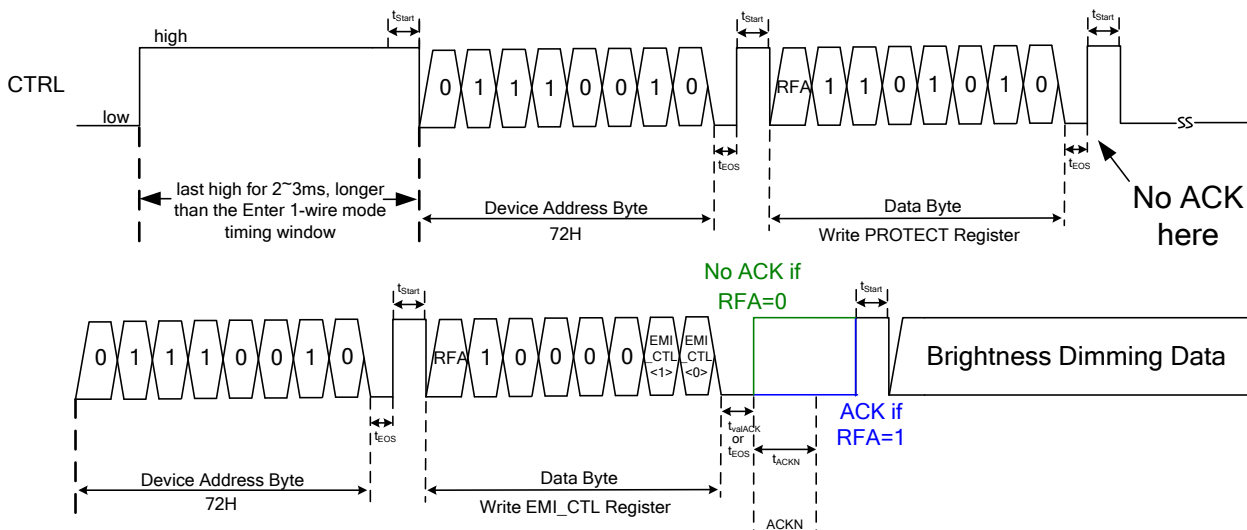 tStart
tStart
tStart
high
CTRL
0 1 1 1 0 0 1 0
RFA 1 1 0 1 0 1 0
low
SS
tEOS
tEOS
last high for 2~3ms, longer
than the Enter 1-wire mode
timing window
Device Address Byte
72H
Data Byte
Write PROTECT Register
No ACK
here
No ACK if
RFA=0
tStart
tStart
0 1 1 1 0 0 1 0
RFA 1 0 0 0 0 EMI_CTL<1> EMI_CTL<0>
Brightness Dimming Data
ACK if
RFA=1
tEOS
tvalACK
or
tEOS
tACKN
Device Address Byte
72H
Data Byte
Write EMI_CTL Register
ACKN